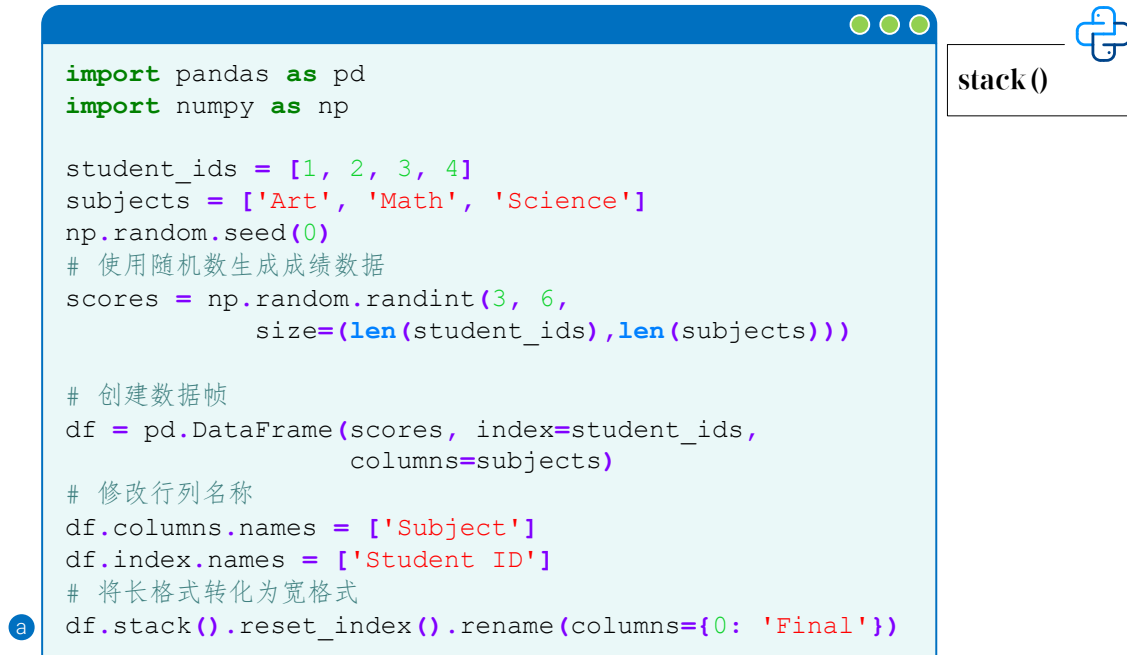 import pandas as pd
import numpy as np
student_ids = [1, 2, 3, 4]
subjects = ['Art', 'Math', 'Science']
np.random.seed(0)
# 使用随机数生成成绩数据
scores = np.random.randint(3, 6,
size=(len(student_ids),len(subjects)))
# 创建数据帧
df = pd.DataFrame(scores, index=student_ids,
columns=subjects)
# 修改行列名称
df.columns.names = ['Subject']
df.index.names = ['Student ID']
# 将长格式转化为宽格式
a df.stack().reset_index().rename(columns={0: 'Final'})
stack()